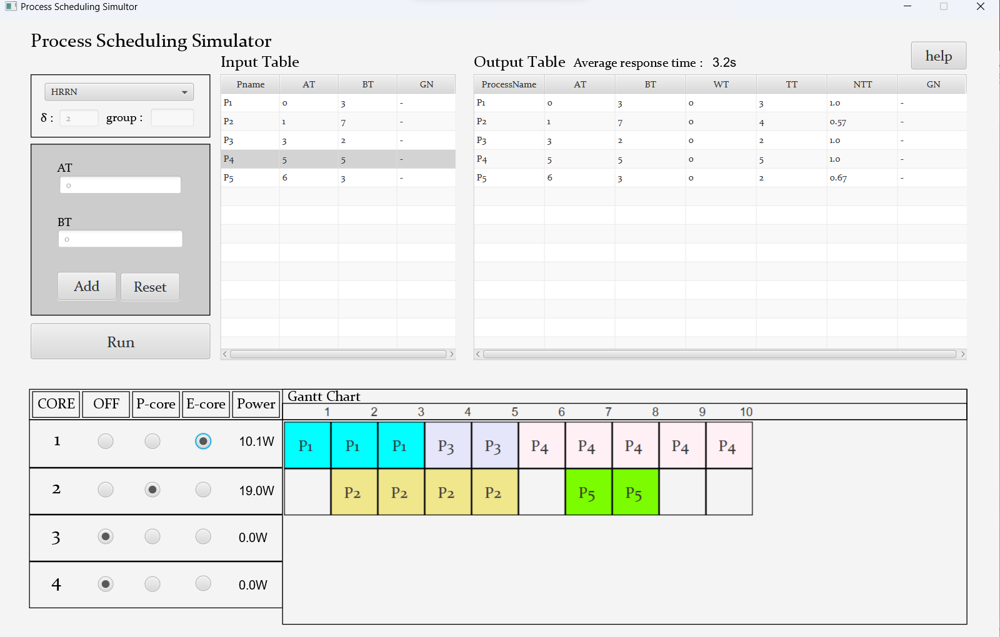 Process Scheduling Simultor
Process Scheduling Simulator
help
Input Table
Output Table Average response time : 3.2s
HRRN
δ : 2 group :
AT
0
BT
0
Add Reset
Run
Pname AT BT GN
P1 0 3 -
P2 1 7 -
P3 3 2 -
P4 5 5 -
P5 6 3 -
ProcessName AT BT WT TT NTT GN
P1 0 3 0 3 1.0 -
P2 1 7 0 4 0.57 -
P3 3 2 0 2 1.0 -
P4 5 5 0 5 1.0 -
P5 6 3 0 2 0.67 -
CORE OFF P-core E-core Power
1 10.1W
2 19.0W
3 0.0W
4 0.0W
Gantt Chart
1 2 3 4 5 6 7 8 9 10
P1 P1 P1 P3 P3 P4 P4 P4 P4 P4
P2 P2 P2 P2 P5 P5